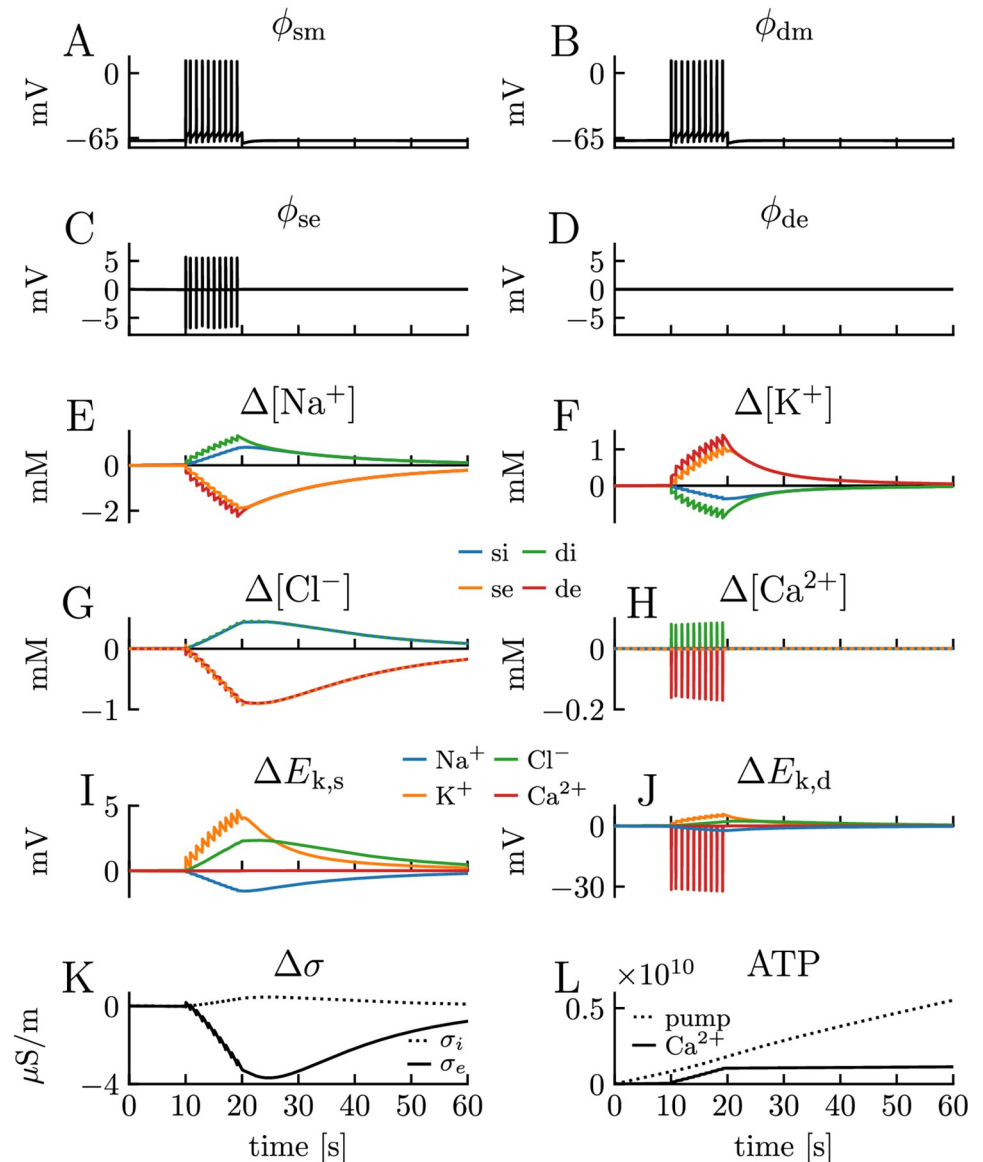 A ϕsm
mV
0
−65
B ϕdm
mV
0
−65
C ϕse
mV
5
0
−5
D ϕde
mV
5
0
−5
E Δ[Na⁺]
mM
0
−2
F Δ[K⁺]
mM
1
0
si di
se de
G Δ[Cl⁻]
mM
0
−1
H Δ[Ca²⁺]
mM
0
−0.2
Na⁺ Cl⁻
K⁺ Ca²⁺
I ΔEk,s
mV
5
0
J ΔEk,d
mV
0
−30
K Δσ
μS/m
0
−4
σi
σe
0 10 20 30 40 50 60
time [s]
L ×10¹⁰ ATP
0.5
0
pump
Ca²⁺
0 10 20 30 40 50 60
time [s]